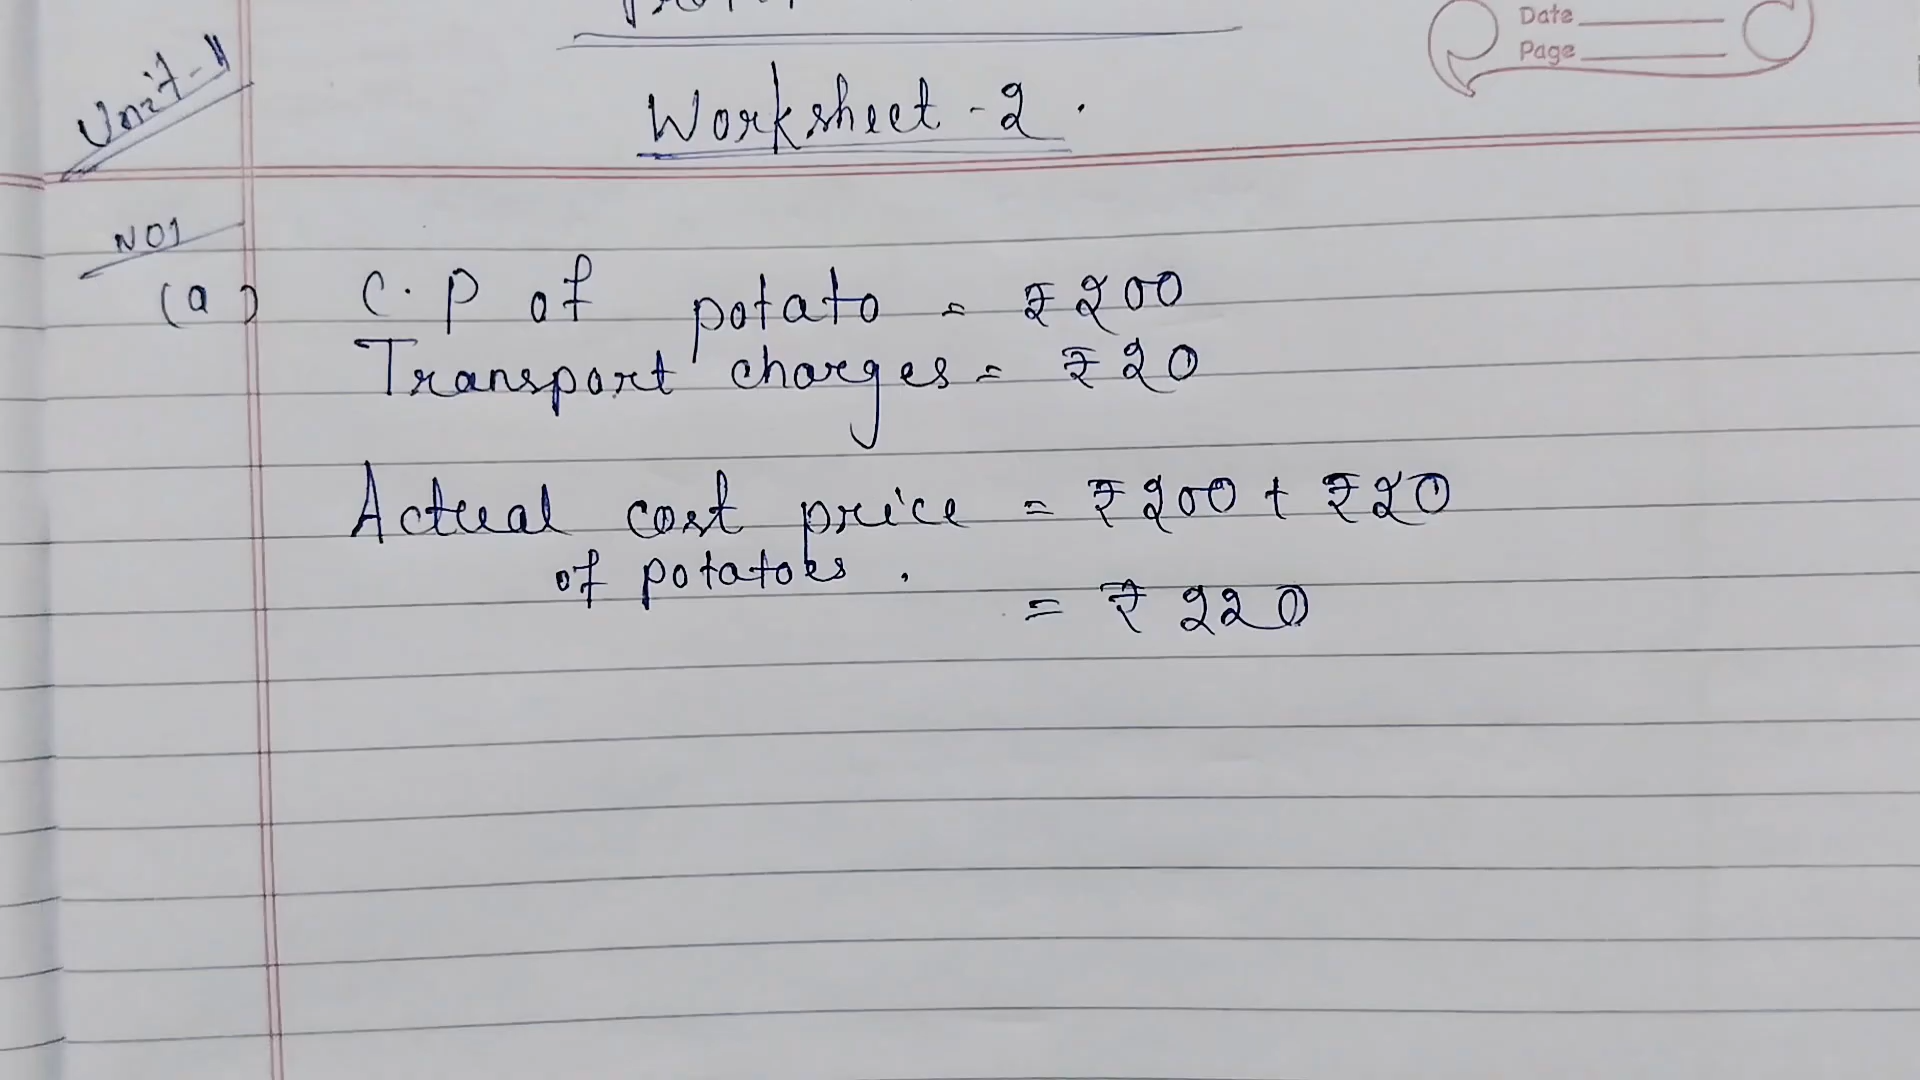 Date
Page
Unit-11
Worksheet-2.
NO1
(a) C.P of potato = ₹200
Transport charges = ₹20
Actual cost price = ₹200 + ₹20
of potatoes.
= ₹220